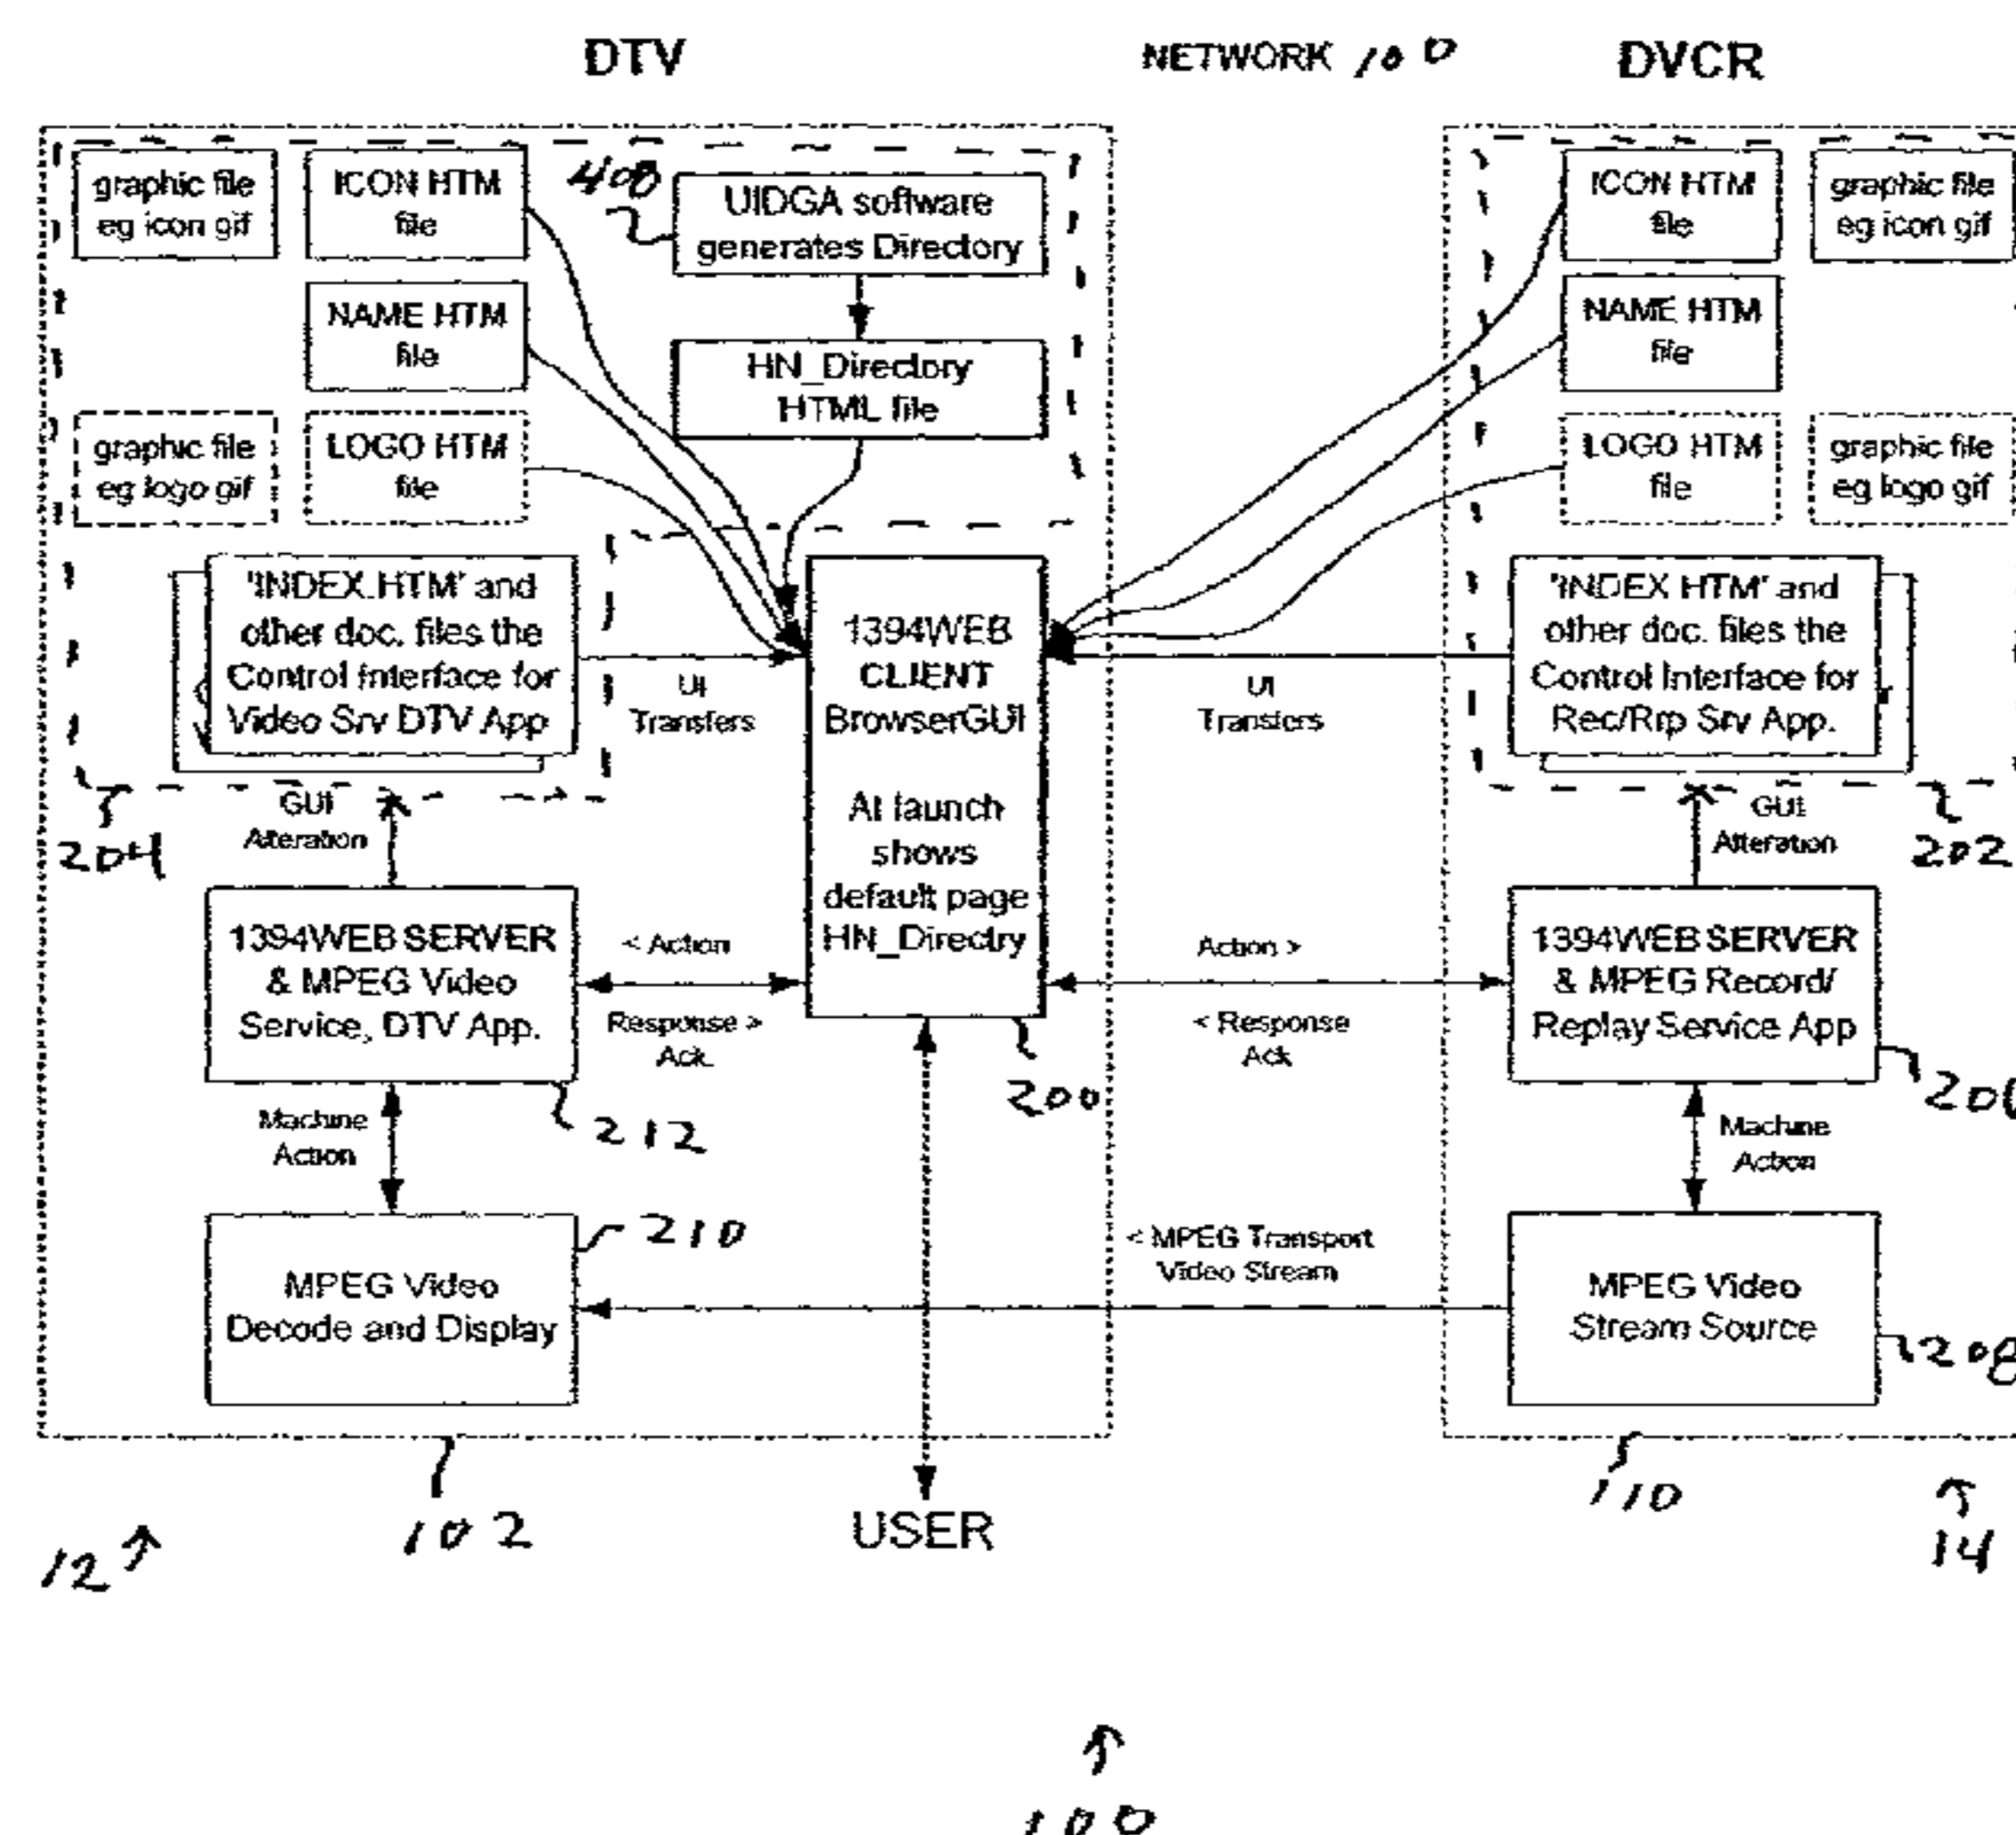 DTV
NETWORK 100
DVCR
graphic file
eg icon gif
ICON HTM
file
408
UIDGA software
generates Directory
NAME HTM
file
HN_Directory
HTML file
graphic file
eg logo gif
LOGO HTM
file
ICON HTM
file
graphic file
eg icon gif
NAME HTM
file
LOGO HTM
file
graphic file
eg logo gif
'INDEX.HTM' and
other doc. files the
Control Interface for
Video Srv DTV App
UI
Transfers
1394WEB
CLIENT
BrowserGUI
At launch
shows
default page
HN_Directry
UI
Transfers
'INDEX HTM' and
other doc. files the
Control Interface for
Rec/Rrp Srv App.
204
GUI
Alteration
GUI
Alteration
202
1394WEB SERVER
& MPEG Video
Service, DTV App.
< Action
Response >
Ack.
Action >
< Response
Ack
1394WEB SERVER
& MPEG Record/
Replay Service App
200
Machine
Action
212
Machine
Action
210
MPEG Video
Decode and Display
< MPEG Transport
Video Stream
MPEG Video
Stream Source
208
12
102
USER
110
14
100